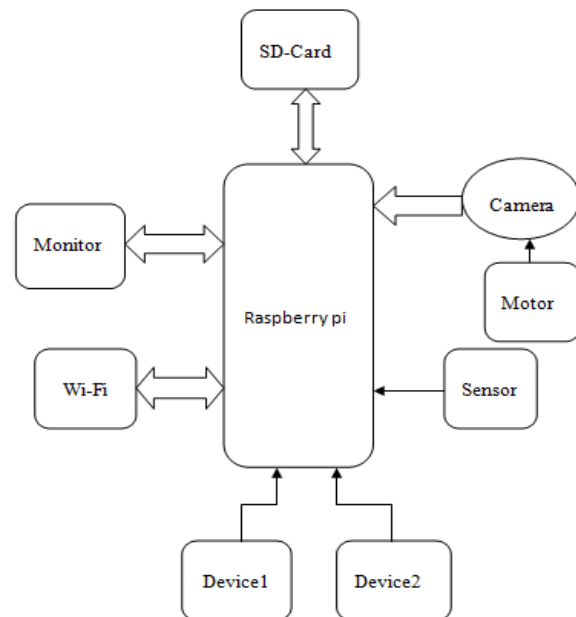 SD-Card
Camera
Monitor
Motor
Raspberry pi
Wi-Fi
Sensor
Device1
Device2